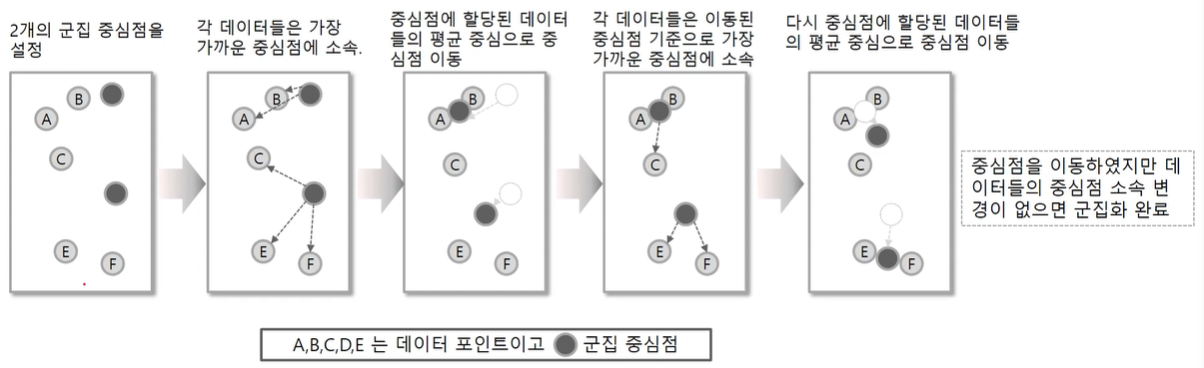 2개의 군집 중심점을
설정
각 데이터들은 가장
가까운 중심점에 소속.
중심점에 할당된 데이터
들의 평균 중심으로 중
심점 이동
각 데이터들은 이동된
중심점 기준으로 가장
가까운 중심점에 소속
다시 중심점에 할당된 데이터들
의 평균 중심으로 중심점 이동
B
A
C
E
F
B
A
C
E
F
B
A
C
E
F
B
A
C
E
F
B
A
C
E
F
중심점을 이동하였지만 데
이터들의 중심점 소속 변
경이 없으면 군집화 완료
A,B,C,D,E 는 데이터 포인트이고 군집 중심점